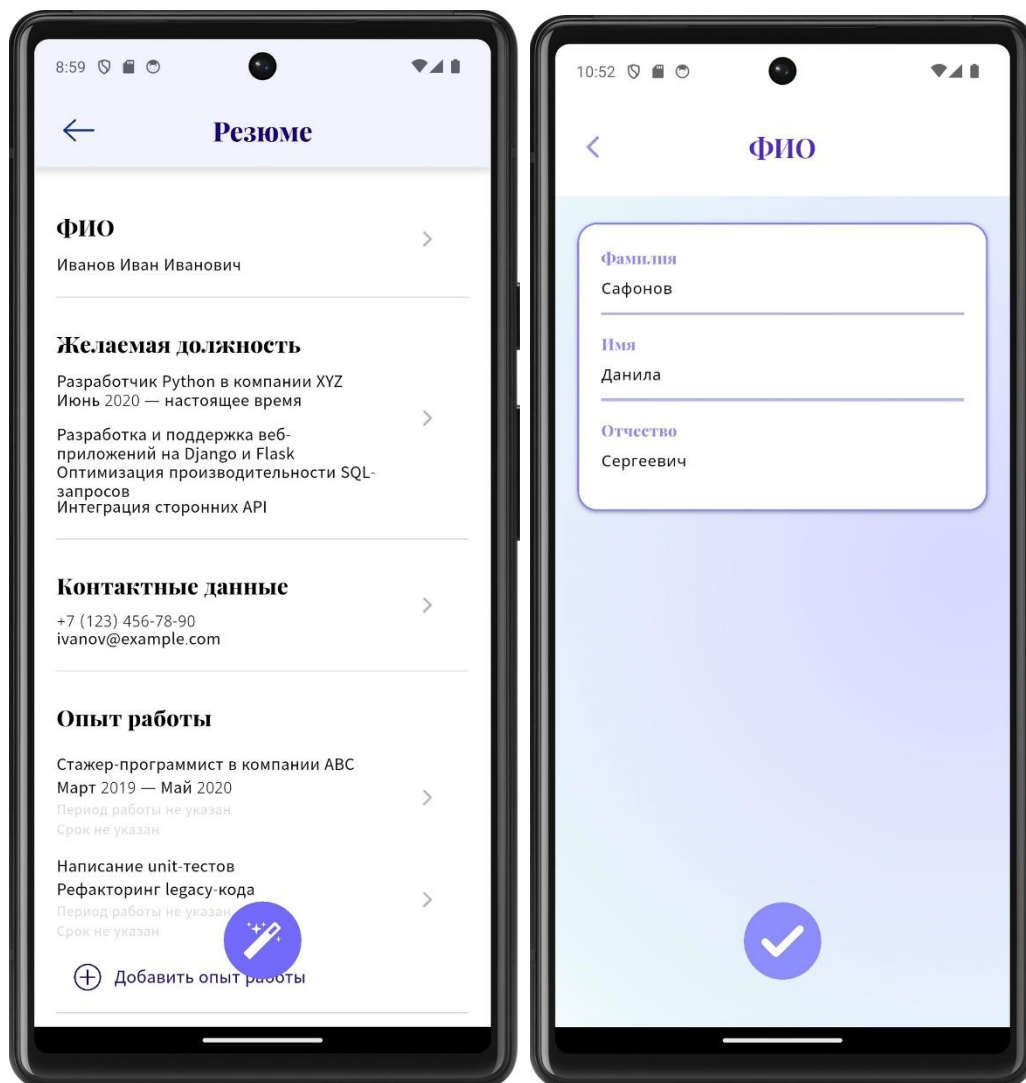 8:59
Резюме
ФИО
Иванов Иван Иванович
Желаемая должность
Разработчик Python в компании XYZ
Июнь 2020 — настоящее время
Разработка и поддержка веб-
приложений на Django и Flask
Оптимизация производительности SQL-
запросов
Интеграция сторонних API
Контактные данные
+7 (123) 456-78-90
ivanov@example.com
Опыт работы
Стажер-программист в компании ABC
Март 2019 — Май 2020
Период работы не указан
Срок не указан
Написание unit-тестов
Рефакторинг legacy-кода
Период работы не указан
Срок не указан
Добавить опыт работы
10:52
ФИО
Фамилия
Сафонов
Имя
Данила
Отчество
Сергеевич